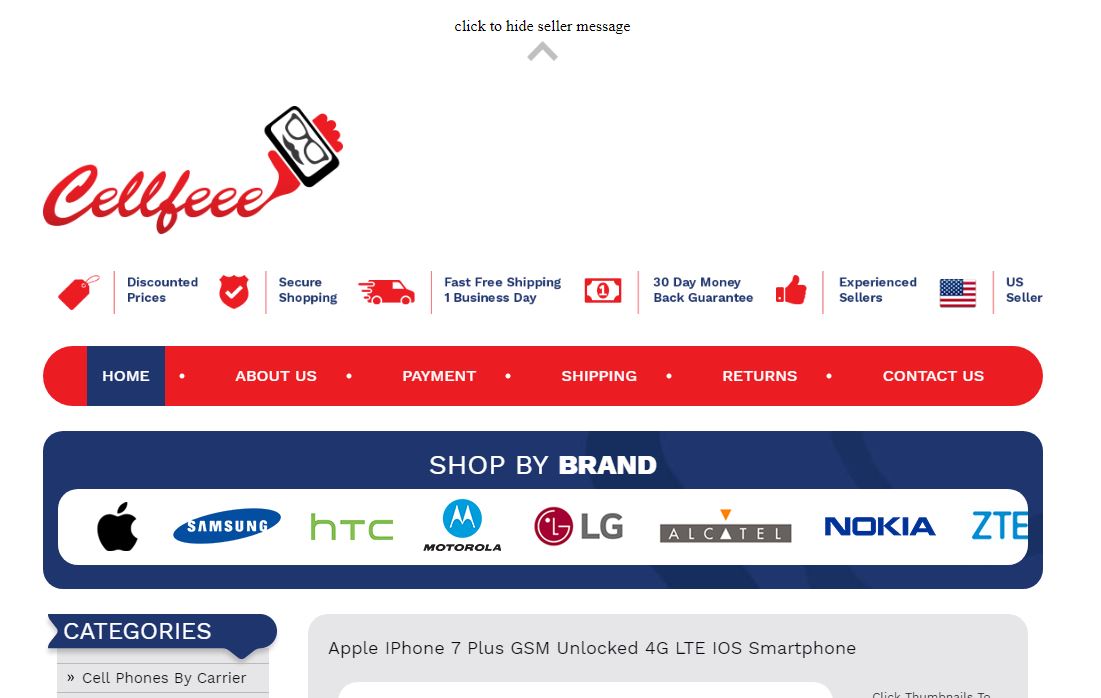 click to hide seller message
Cellfeee
Discounted
Prices
Secure
Shopping
Fast Free Shipping
1 Business Day
1
30 Day Money
Back Guarantee
Experienced
Sellers
US
Seller
HOME • ABOUT US • PAYMENT • SHIPPING • RETURNS • CONTACT US
SHOP BY BRAND
SAMSUNG
hTC
MOTOROLA
LG
ALCATEL
NOKIA
ZTE
CATEGORIES
Apple IPhone 7 Plus GSM Unlocked 4G LTE IOS Smartphone
» Cell Phones By Carrier
Click Thumbnails To